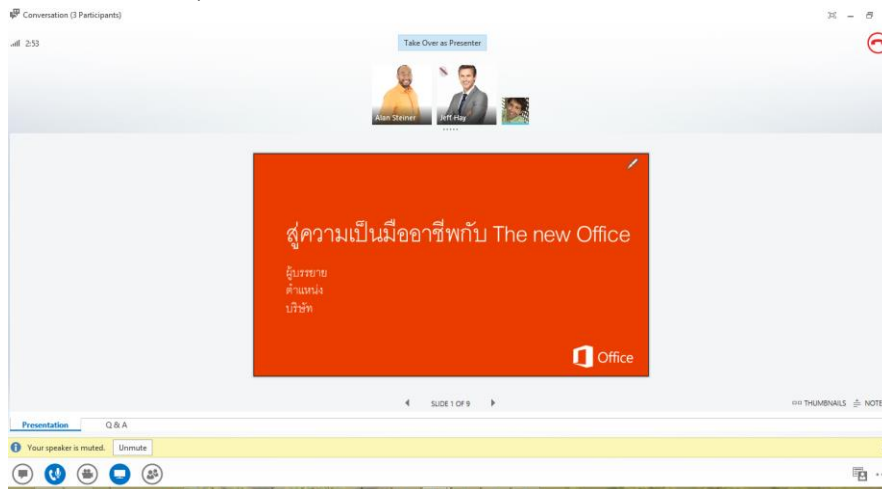 Conversation (3 Participants)
2:53
Take Over as Presenter
Alan Steiner
Jeff Hay
สู่ความเป็นมืออาชีพกับ The new Office
ผู้บรรยาย
ตำแหน่ง
บริษัท
Office
SLIDE 1 OF 9
THUMBNAILS
NOTE
Presentation
Q & A
Your speaker is muted.
Unmute